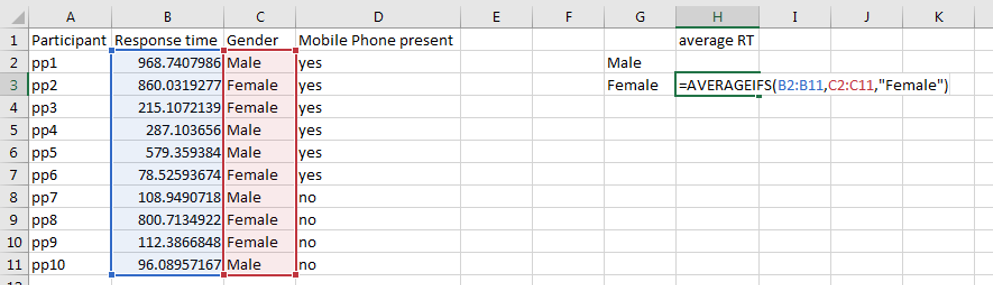 A B C D E F G H I J K
1 Participant Response time Gender Mobile Phone present average RT
2 pp1 968.7407986 Male yes Male
3 pp2 860.0319277 Female yes Female =AVERAGEIFS(B2:B11,C2:C11,"Female")
4 pp3 215.1072139 Female yes
5 pp4 287.103656 Male yes
6 pp5 579.359384 Male yes
7 pp6 78.52593674 Female yes
8 pp7 108.9490718 Male no
9 pp8 800.7134922 Female no
10 pp9 112.3866848 Female no
11 pp10 96.08957167 Male no